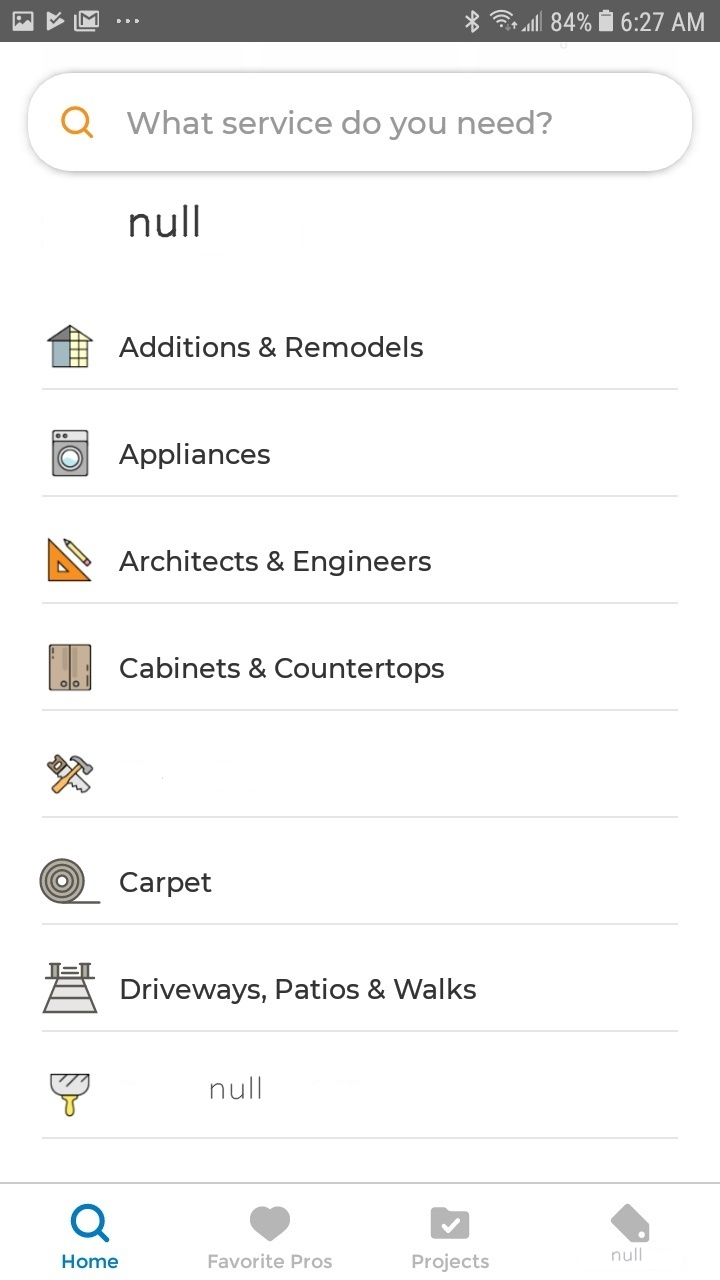 84% 6:27 AM
What service do you need?
null
Additions & Remodels
Appliances
Architects & Engineers
Cabinets & Countertops
Carpet
Driveways, Patios & Walks
null
Home Favorite Pros Projects null